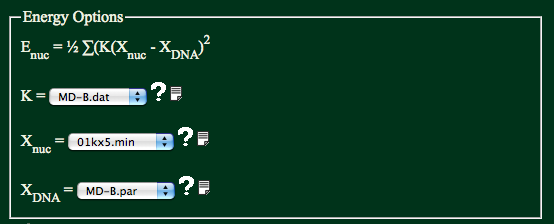 Energy Options
Enuc = ½ ∑(K(Xnuc - XDNA)2
K = MD-B.dat ?
Xnuc = 01kx5.min ?
XDNA = MD-B.par ?